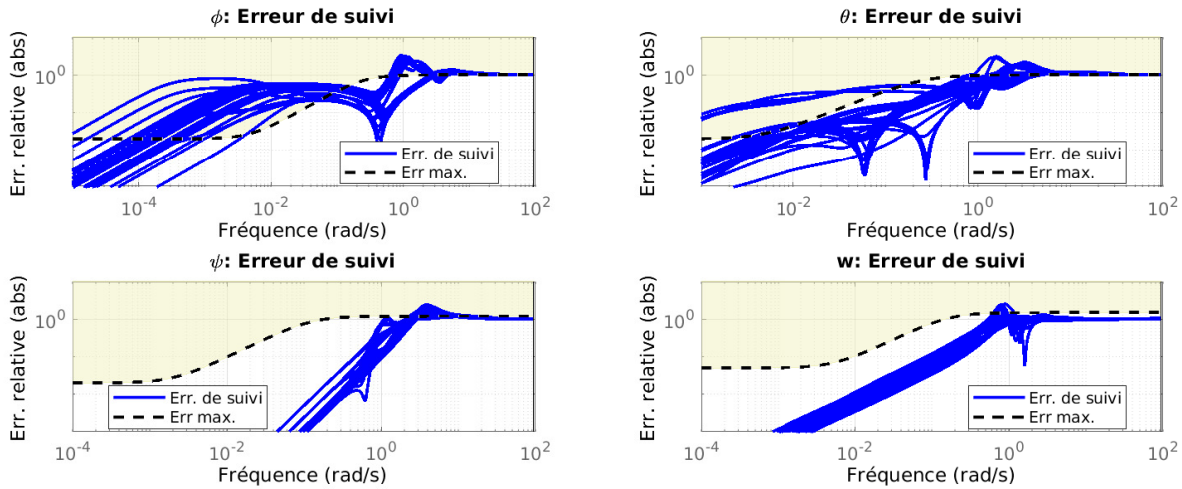 ϕ: Erreur de suivi
Err. relative (abs)
10^0
Err. de suivi
Err max.
10^-4
10^-2
10^0
10^2
Fréquence (rad/s)
θ: Erreur de suivi
Err. relative (abs)
10^0
Err. de suivi
Err max.
10^-2
10^0
10^2
Fréquence (rad/s)
ψ: Erreur de suivi
Err. relative (abs)
10^0
Err. de suivi
Err max.
10^-4
10^-2
10^0
10^2
Fréquence (rad/s)
w: Erreur de suivi
Err. relative (abs)
10^0
Err. de suivi
Err max.
10^-4
10^-2
10^0
10^2
Fréquence (rad/s)